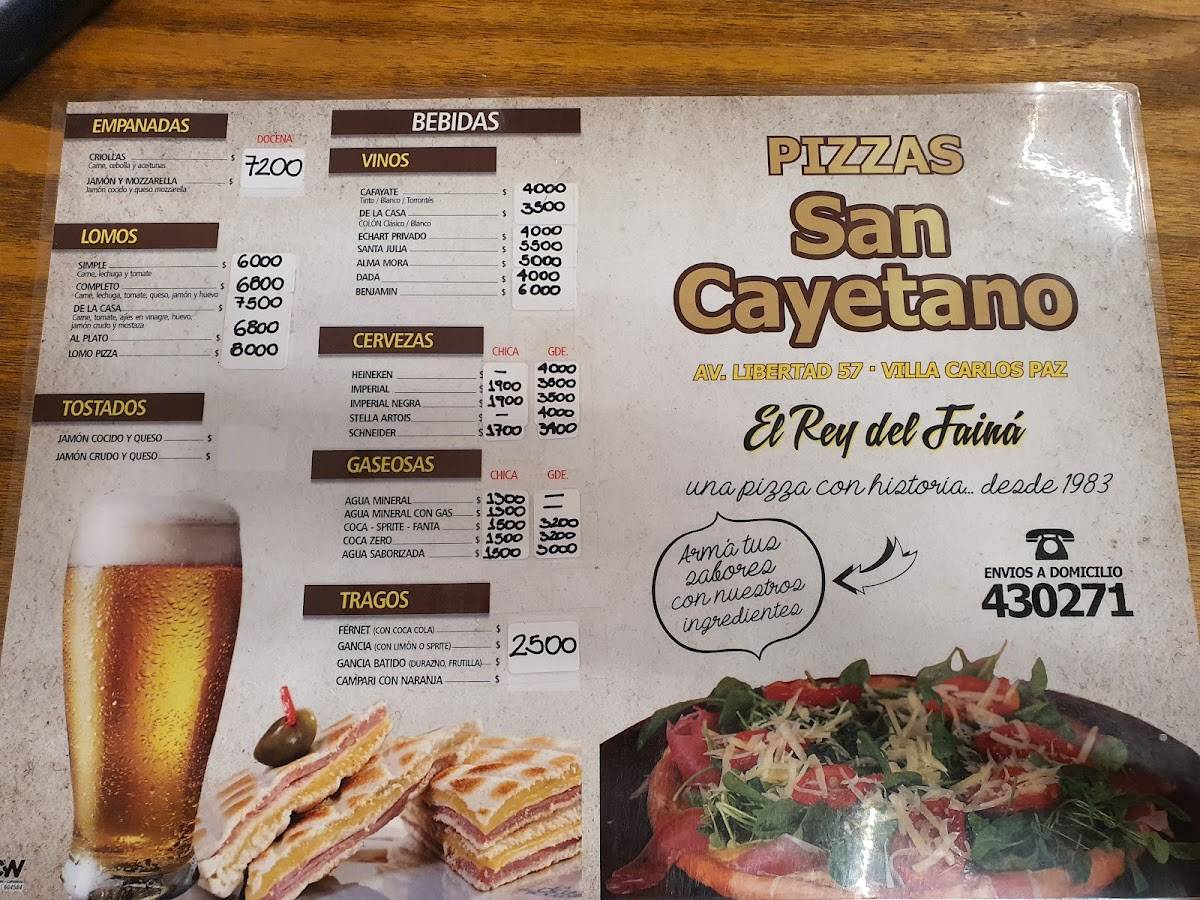 EMPANADAS
DOCENA
CRIOLLAS $ 7200
Carne, cebolla y aceitunas
JAMÓN Y MOZZARELLA $
Jamón cocido y queso mozzarella
LOMOS
SIMPLE $ 6000
Carne, lechuga y tomate
COMPLETO $ 6800
Carne, lechuga, tomate, queso, jamón y huevo
DE LA CASA $ 7500
Carne, tomate, ajíes en vinagre, huevo,
jamón crudo y mostaza
AL PLATO $ 6800
LOMO PIZZA $ 8000
TOSTADOS
JAMÓN COCIDO Y QUESO $
JAMÓN CRUDO Y QUESO $
BEBIDAS
VINOS
CAFAYATE $ 4000
Tinto / Blanco / Torrontés
DE LA CASA $ 3500
COLÓN Clásico / Blanco
ECHART PRIVADO $ 4000
SANTA JULIA $ 5500
ALMA MORA $ 5000
DADA $ 4000
BENJAMIN $ 6000
CERVEZAS
CHICA GDE.
HEINEKEN $ — 4000
IMPERIAL $ 1900 3800
IMPERIAL NEGRA $ 1900 3500
STELLA ARTOIS $ — 4000
SCHNEIDER $ 1700 3400
GASEOSAS
CHICA GDE.
AGUA MINERAL $ 1300 —
AGUA MINERAL CON GAS $ 1300 —
COCA - SPRITE - FANTA $ 1500 3200
COCA ZERO $ 1500 3200
AGUA SABORIZADA $ 1500 3000
TRAGOS
FÉRNET (CON COCA COLA) $
GANCIA (CON LIMÓN O SPRITE) $ 2500
GANCIA BATIDO (DURAZNO, FRUTILLA) $
CAMPARI CON NARANJA $
PIZZAS
San
Cayetano
AV. LIBERTAD 57 · VILLA CARLOS PAZ
El Rey del Fainá
una pizza con historia... desde 1983
Armá tus
sabores
con nuestros
ingredientes
ENVIOS A DOMICILIO
430271
604584